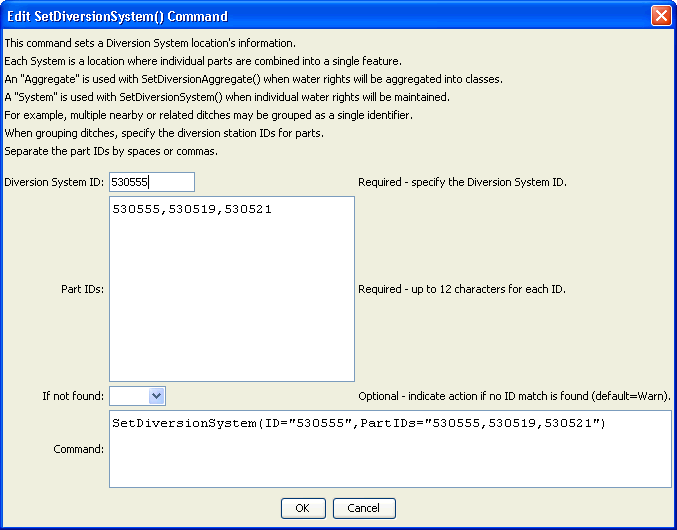 Edit SetDiversionSystem() Command
This command sets a Diversion System location's information.
Each System is a location where individual parts are combined into a single feature.
An "Aggregate" is used with SetDiversionAggregate() when water rights will be aggregated into classes.
A "System" is used with SetDiversionSystem() when individual water rights will be maintained.
For example, multiple nearby or related ditches may be grouped as a single identifier.
When grouping ditches, specify the diversion station IDs for parts.
Separate the part IDs by spaces or commas.
Diversion System ID: 530555 Required - specify the Diversion System ID.
530555,530519,530521
Part IDs: Required - up to 12 characters for each ID.
If not found: Optional - indicate action if no ID match is found (default=Warn).
SetDiversionSystem(ID="530555",PartIDs="530555,530519,530521")
Command:
OK Cancel